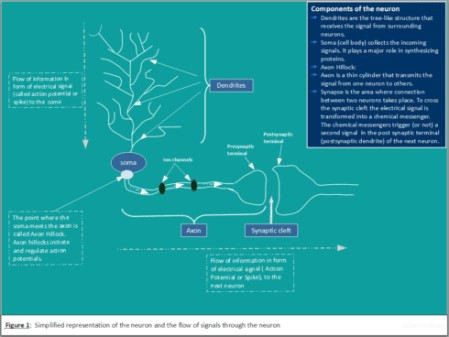 Components of the neuron
Dendrites are the tree-like structure that
receives the signal from surrounding
neurons.
Soma (cell body) collects the incoming
signals. It plays a major role in synthesizing
proteins.
Axon Hillock:
Axon is a thin cylinder that transmits the
signal from one neuron to others.
Synapse is the area where connection
between two neurons takes place. To cross
the synaptic cleft the electrical signal is
transformed into a chemical messenger.
The chemical messengers trigger (or not) a
second signal in the post synaptic terminal
(postsynaptic dendrite) of the next neuron.
Flow of information in
form of electrical signal
(called action potential or
spike) to the soma
Dendrites
soma
Ion channels
Presynaptic
terminal
Postsynaptic
terminal
The point where the
soma meets the axon is
called Axon Hillock.
Axon hillocks initiate
and regulate action
potentials.
Axon
Synaptic cleft
Flow of information in form
of electrical signal ( Action
Potential or Spike), to the
next neuron
Figure 1: Simplified representation of the neuron and the flow of signals through the neuron